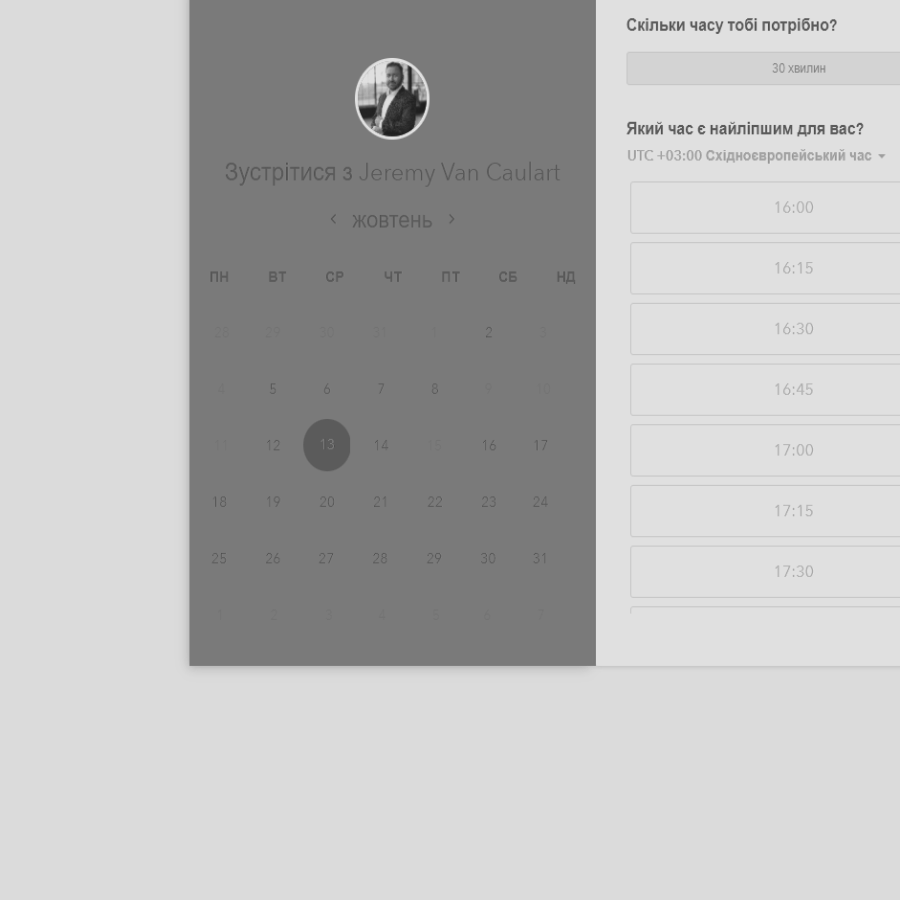 Зустрітися з Jeremy Van Caulart
жовтень
ПН ВТ СР ЧТ ПТ СБ НД
28 29 30 31 1 2 3
4 5 6 7 8 9 10
11 12 13 14 15 16 17
18 19 20 21 22 23 24
25 26 27 28 29 30 31
1 2 3 4 5 6 7
Скільки часу тобі потрібно?
30 хвилин
Який час є найліпшим для вас?
UTC +03:00 Східноєвропейський час
16:00
16:15
16:30
16:45
17:00
17:15
17:30